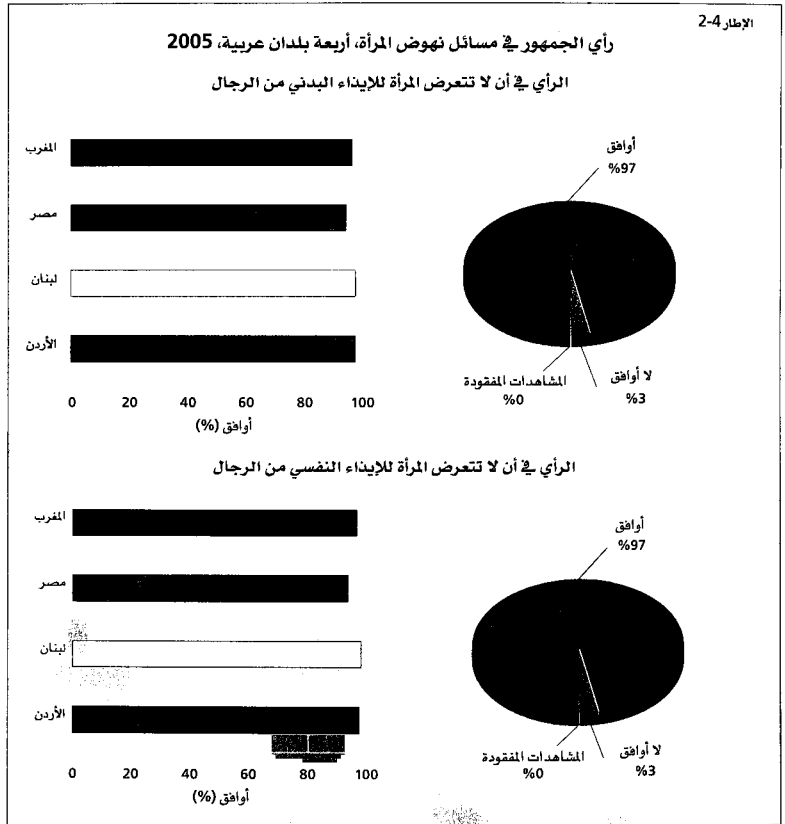 الإطار 4-2
رأي الجمهور في مسائل نهوض المرأة، أربعة بلدان عربية، 2005
الرأي في أن لا تتعرض المرأة للإيذاء البدني من الرجال
المغرب
مصر
لبنان
الأردن
0 20 40 60 80 100
أوافق (%)
أوافق
%97
لا أوافق
%3
المشاهدات المفقودة
%0
الرأي في أن لا تتعرض المرأة للإيذاء النفسي من الرجال
المغرب
مصر
لبنان
الأردن
0 20 40 60 80 100
أوافق (%)
أوافق
%97
لا أوافق
%3
المشاهدات المفقودة
%0